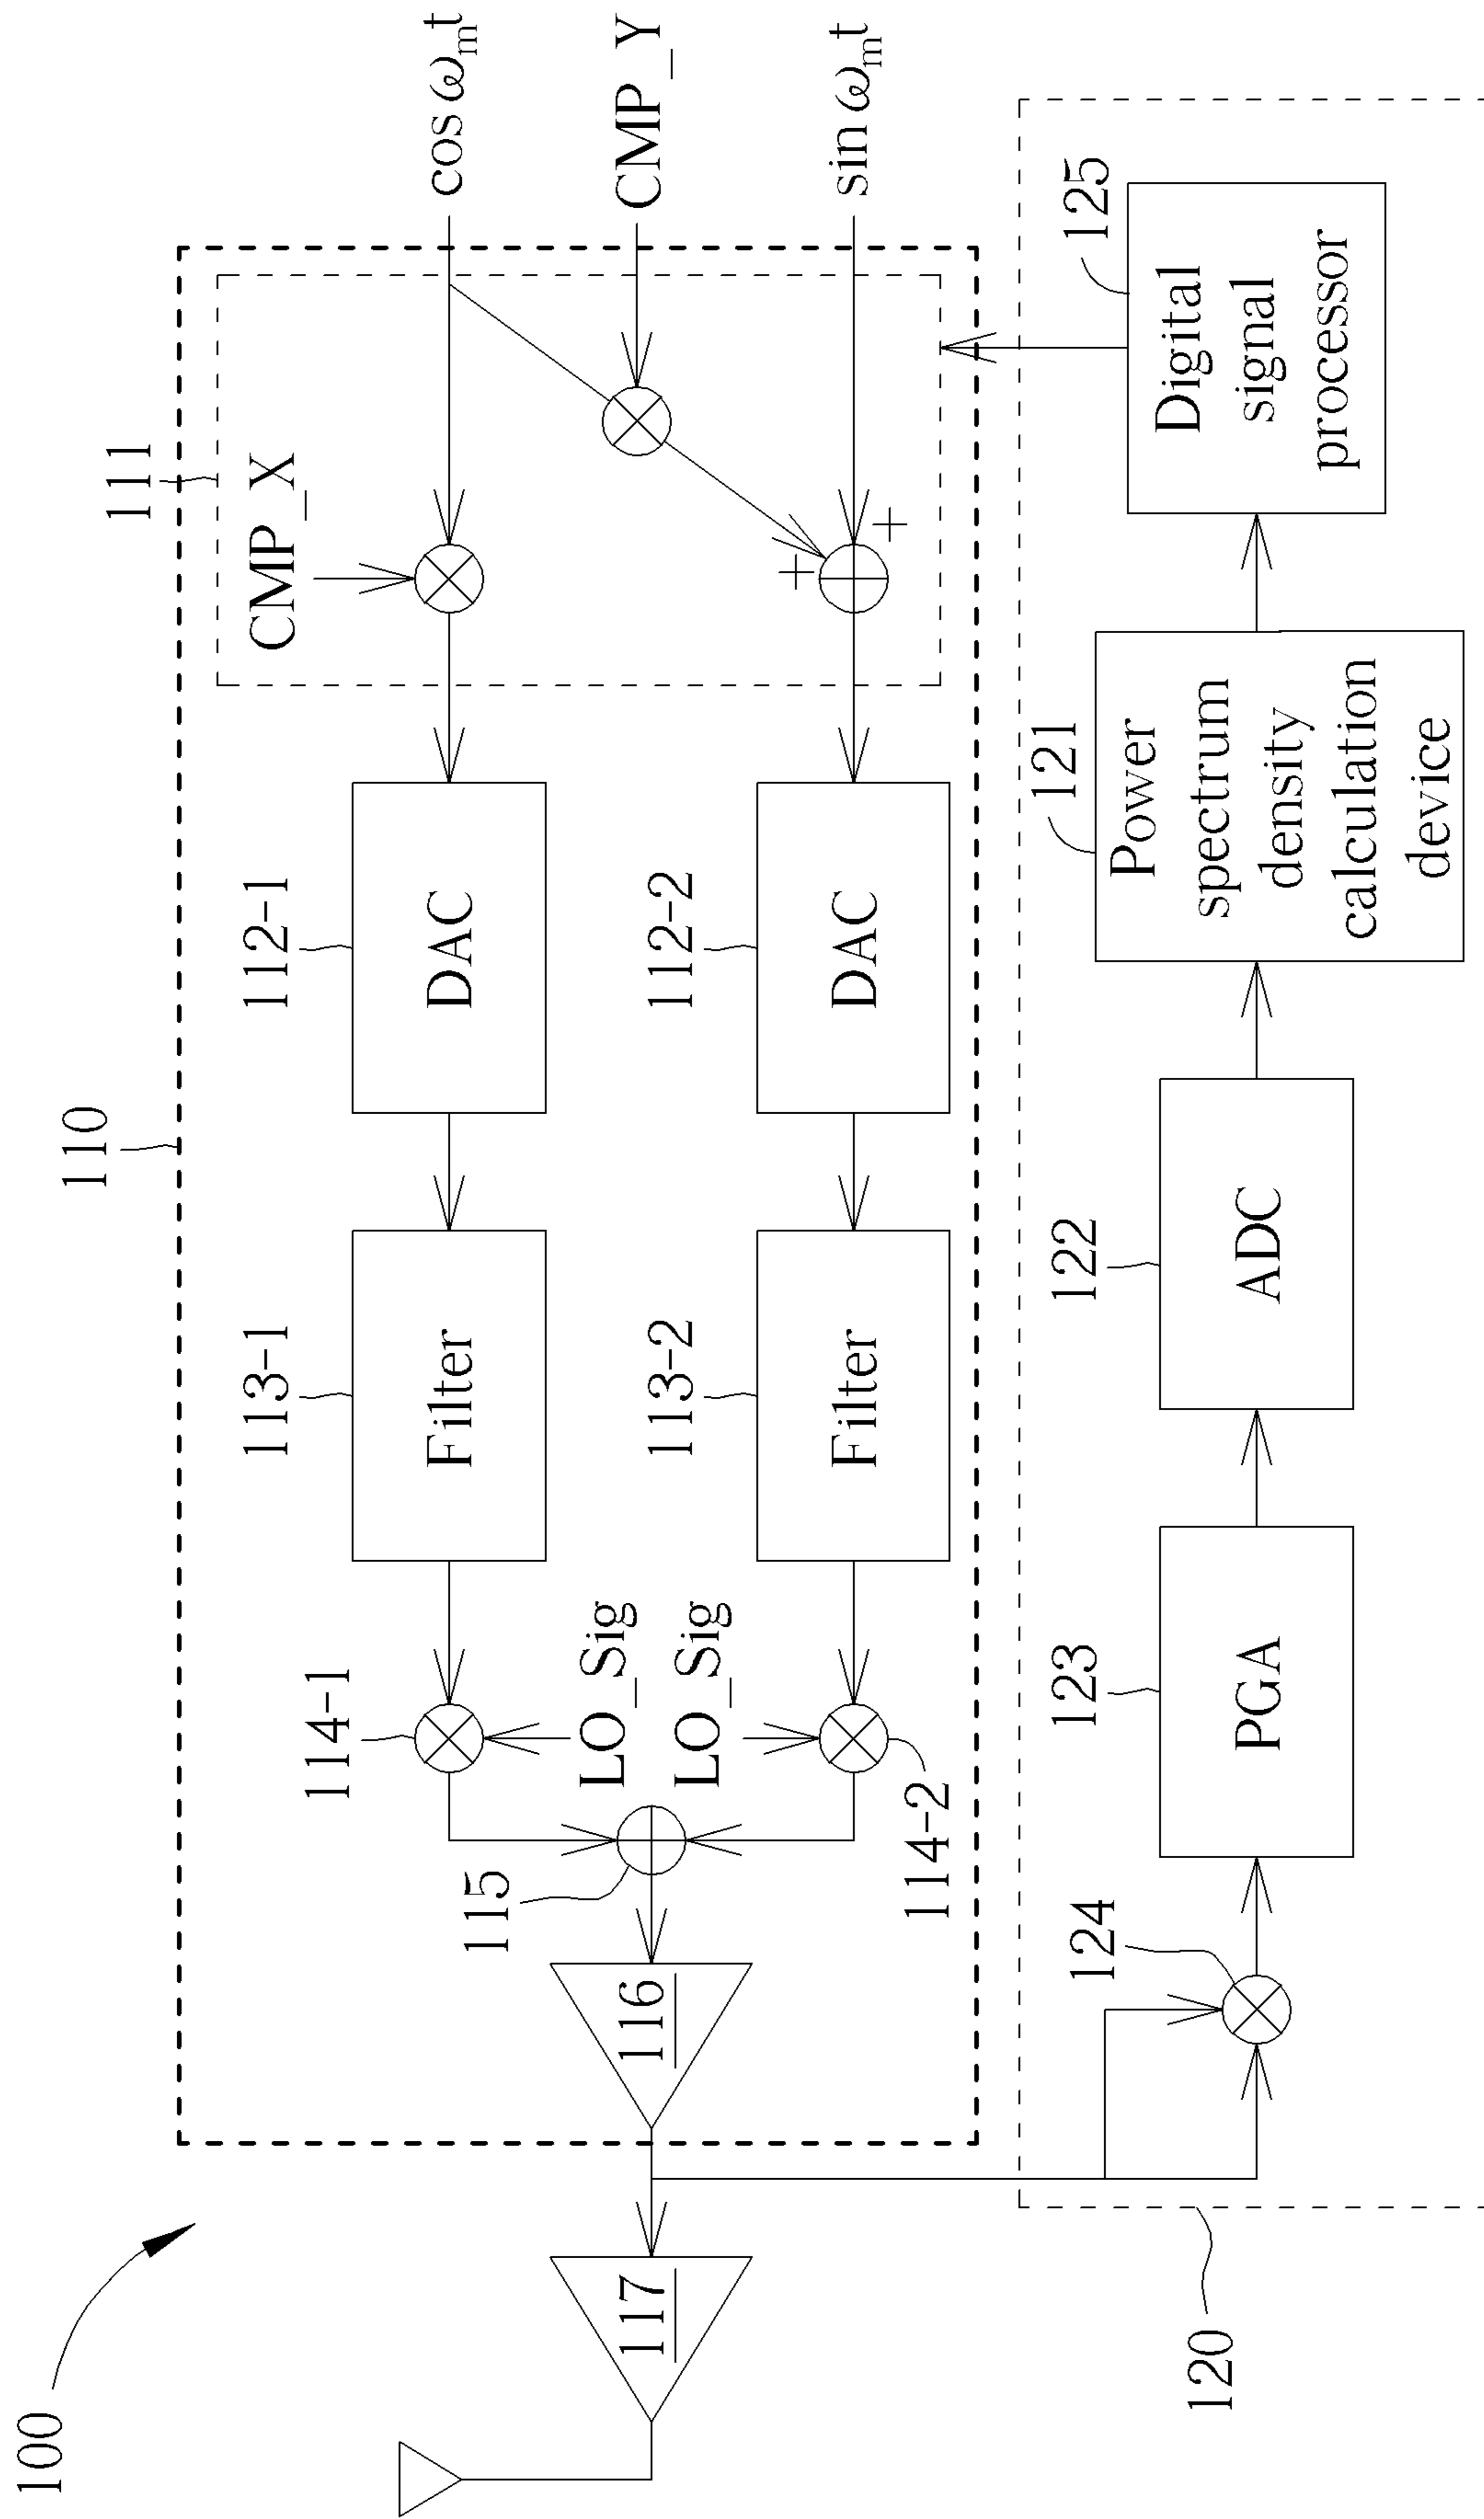 100
110
111
CMP_X
cos ωmt
CMP_Y
sin ωmt
+
+
112-1
DAC
112-2
DAC
113-1
Filter
113-2
Filter
114-1
LO_Sig
LO_Sig
114-2
115
116
117
120
124
123
PGA
122
ADC
121
Power
spectrum
density
calculation
device
125
Digital
signal
processor